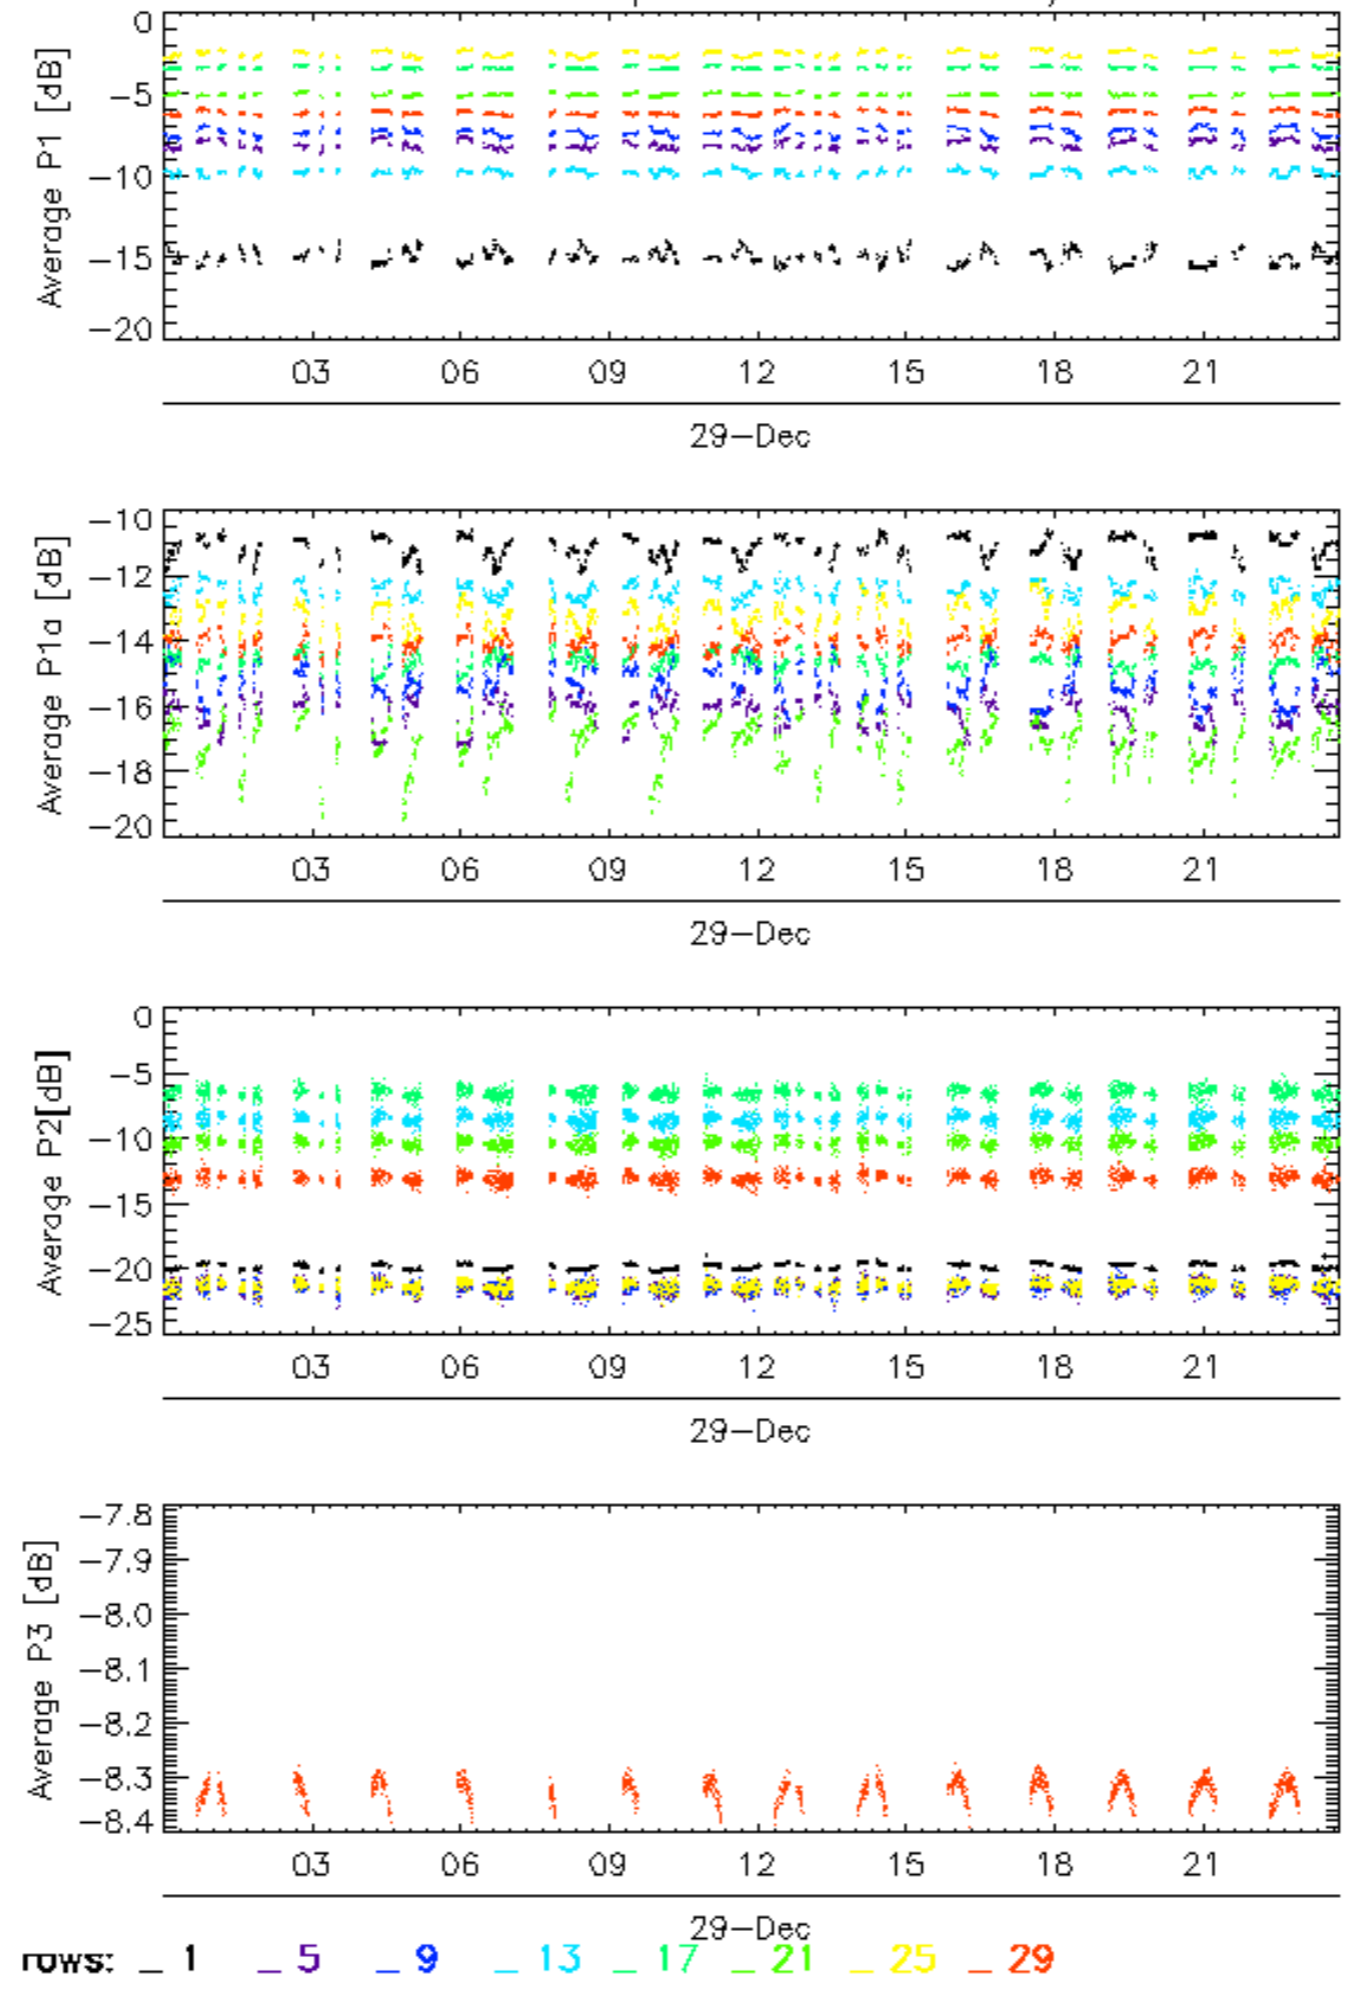 0
−5
−10
−15
−20
Average P1 [dB]
03 06 09 12 15 18 21
29−Dec
−10
−12
−14
−16
−18
−20
Average P1a [dB]
03 06 09 12 15 18 21
29−Dec
0
−5
−10
−15
−20
−25
Average P2[dB]
03 06 09 12 15 18 21
29−Dec
−7.8
−7.9
−8.0
−8.1
−8.2
−8.3
−8.4
Average P3 [dB]
03 06 09 12 15 18 21
29−Dec
rows: _ 1 _ 5 _ 9 _ 13 _ 17 _ 21 _ 25 _ 29